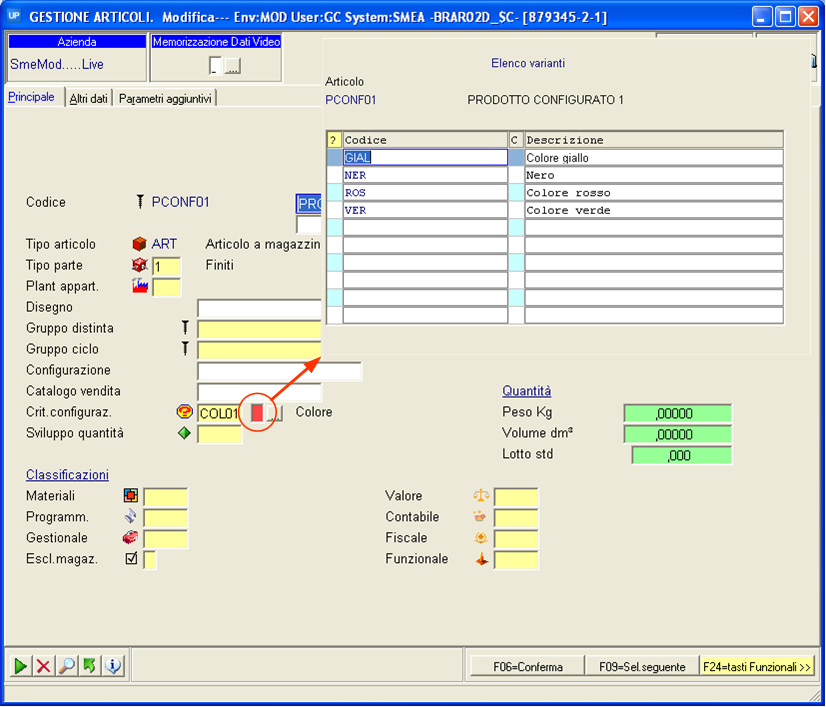 UP GESTIONE ARTICOLI. Modifica--- Env:MOD User:GC System:SMEA -BRAR02D_$C- [879345-2-1]
Azienda
Memorizzazione Dati Video
SmeMod.....Live
...
Principale
Altri dati
Parametri aggiuntivi
Elenco varianti
Articolo
PCONF01 PRODOTTO CONFIGURATO 1
? Codice C Descrizione
GIAL Colore giallo
NER Nero
ROS Colore rosso
VER Colore verde
Codice PCONF01 PRO
Tipo articolo ART Articolo a magazzin
Tipo parte 1 Finiti
Plant appart.
Disegno
Gruppo distinta
Gruppo ciclo
Configurazione
Catalogo vendita
Crit.configuraz. COL01 ... Colore
Sviluppo quantità
Quantità
Peso Kg ,00000
Volume dm³ ,00000
Lotto std ,000
Classificazioni
Materiali
Programm.
Gestionale
Escl.magaz.
Valore
Contabile
Fiscale
Funzionale
F06=Conferma
F09=Sel.seguente
F24=tasti Funzionali >>